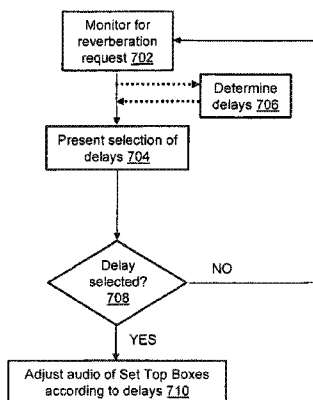 Monitor for
reverberation
request 702
Determine
delays 706
Present selection of
delays 704
Delay
selected?
708
NO
YES
Adjust audio of Set Top Boxes
according to delays 710